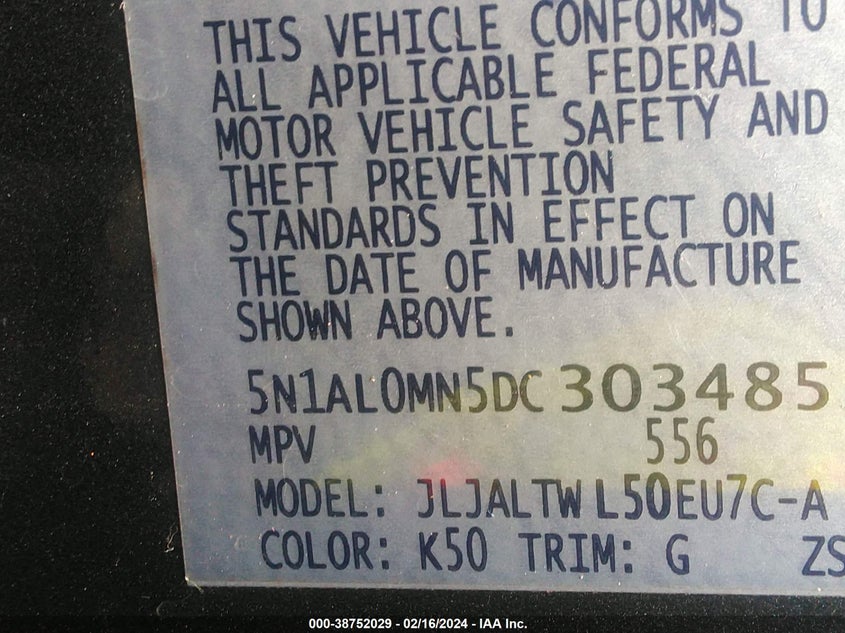 THIS VEHICLE CONFORMS TO
ALL APPLICABLE FEDERAL
MOTOR VEHICLE SAFETY AND
THEFT PREVENTION
STANDARDS IN EFFECT ON
THE DATE OF MANUFACTURE
SHOWN ABOVE.
5N1AL0MN5DC303485
MPV 556
MODEL: JLJALTWL50EU7C-A
COLOR: K50 TRIM: G ZS
000-38752029 - 02/16/2024 - IAA Inc.